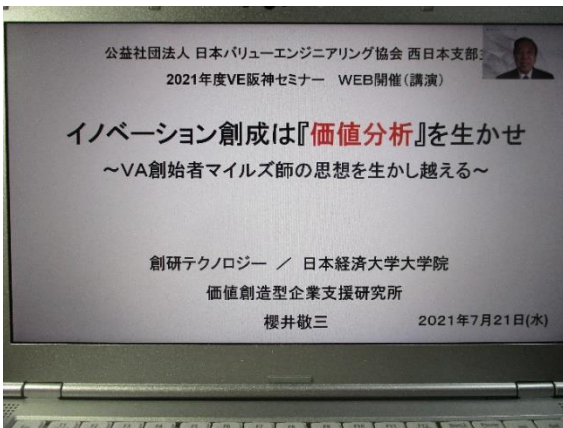 公益社団法人 日本バリューエンジニアリング協会 西日本支部
2021年度VE阪神セミナー WEB開催(講演)
イノベーション創成は『価値分析』を生かせ
～VA創始者マイルズ師の思想を生かし越える～
創研テクノロジー ／ 日本経済大学大学院
価値創造型企業支援研究所
櫻井敬三
2021年7月21日(水)